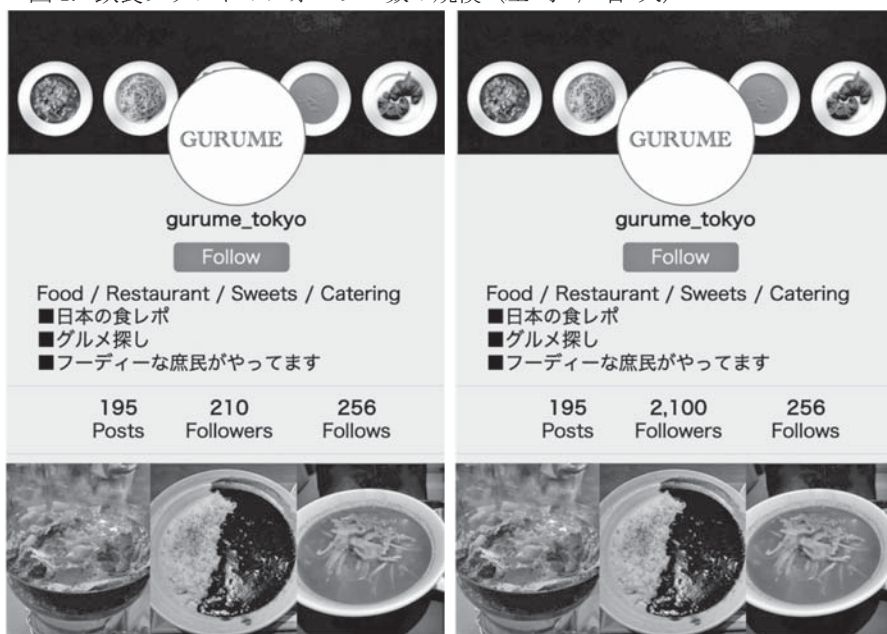 GURUME
gurume_tokyo
Follow
Food / Restaurant / Sweets / Catering
■日本の食レポ
■グルメ探し
■フーディーな庶民がやってます
195 210 256
Posts Followers Follows
GURUME
gurume_tokyo
Follow
Food / Restaurant / Sweets / Catering
■日本の食レポ
■グルメ探し
■フーディーな庶民がやってます
195 2,100 256
Posts Followers Follows